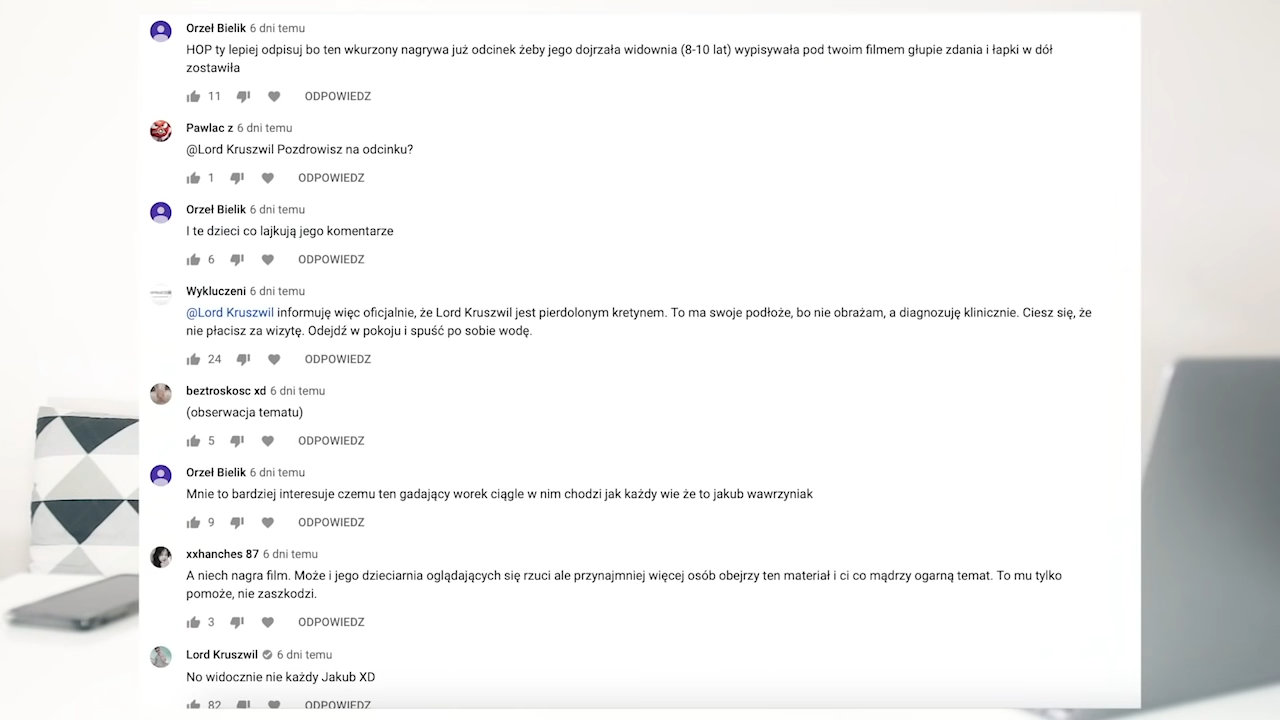 Orzeł Bielik 6 dni temu
HOP ty lepiej odpisuj bo ten wkurzony nagrywa już odcinek żeby jego dojrzała widownia (8-10 lat) wypisywała pod twoim filmem głupie zdania i łapki w dół
zostawiła
11 ODPOWIEDZ
Pawlac z 6 dni temu
@Lord Kruszwil Pozdrowisz na odcinku?
1 ODPOWIEDZ
Orzeł Bielik 6 dni temu
I te dzieci co lajkują jego komentarze
6 ODPOWIEDZ
Wykluczeni 6 dni temu
@Lord Kruszwil informuję więc oficjalnie, że Lord Kruszwil jest pierdolonym kretynem. To ma swoje podłoże, bo nie obrażam, a diagnozuję klinicznie. Ciesz się, że
nie płacisz za wizytę. Odejdź w pokoju i spuść po sobie wodę.
24 ODPOWIEDZ
beztroskosc xd 6 dni temu
(obserwacja tematu)
5 ODPOWIEDZ
Orzeł Bielik 6 dni temu
Mnie to bardziej interesuje czemu ten gadający worek ciągle w nim chodzi jak każdy wie że to jakub wawrzyniak
9 ODPOWIEDZ
xxhanches 87 6 dni temu
A niech nagra film. Może i jego dzieciarnia oglądających się rzuci ale przynajmniej więcej osób obejrzy ten materiał i ci co mądrzy ogarną temat. To mu tylko
pomoże, nie zaszkodzi.
3 ODPOWIEDZ
Lord Kruszwil 6 dni temu
No widocznie nie każdy Jakub XD
82 ODPOWIEDZ